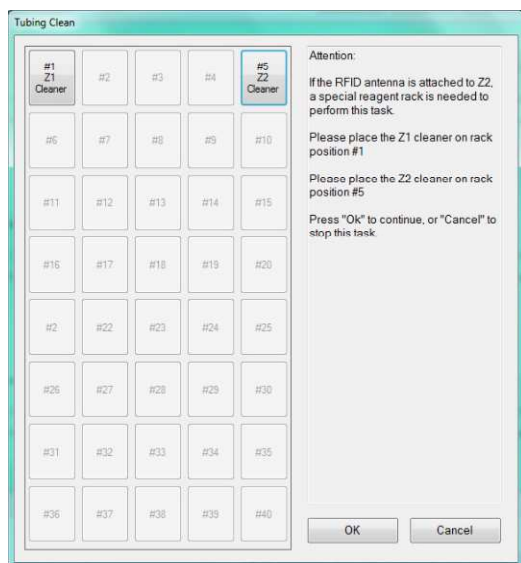 Tubing Clean
#1 Z1 Cleaner #2 #3 #4 #5 Z2 Cleaner
#6 #7 #8 #9 #10
#11 #12 #13 #14 #15
#16 #17 #18 #19 #20
#2 #22 #23 #24 #25
#26 #27 #28 #29 #30
#31 #32 #33 #34 #35
#36 #37 #38 #39 #40
Attention:
If the RFID antenna is attached to Z2,
a special reagent rack is needed to
perform this task.
Please place the Z1 cleaner on rack
position #1
Please place the Z2 cleaner on rack
position #5
Press "Ok" to continue, or "Cancel" to
stop this task.
OK Cancel